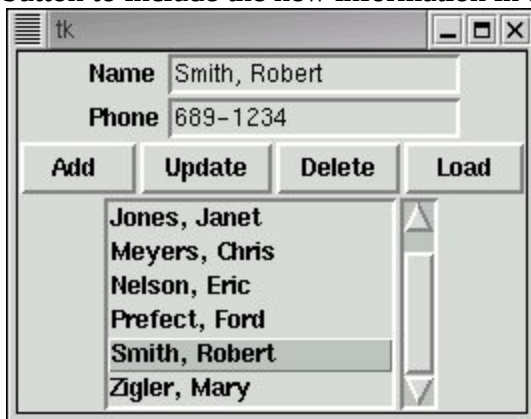 tk
Name Smith, Robert
Phone 689-1234
Add Update Delete Load
Jones, Janet
Meyers, Chris
Nelson, Eric
Prefect, Ford
Smith, Robert
Zigler, Mary